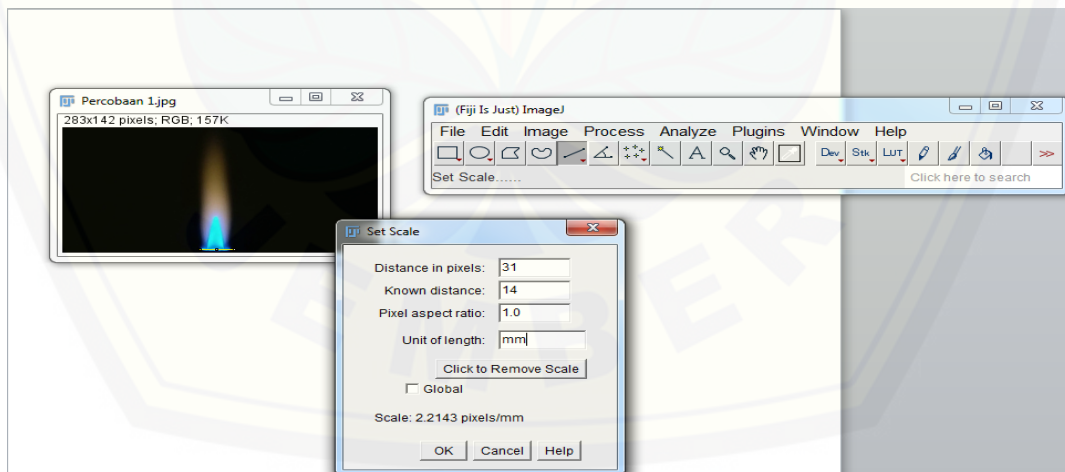 Percobaan 1.jpg
283x142 pixels; RGB; 157K
(Fiji Is Just) ImageJ
File Edit Image Process Analyze Plugins Window Help
Dev Stk LUT >>
Set Scale...... Click here to search
Set Scale
Distance in pixels: 31
Known distance: 14
Pixel aspect ratio: 1.0
Unit of length: mm
Click to Remove Scale
Global
Scale: 2.2143 pixels/mm
OK Cancel Help